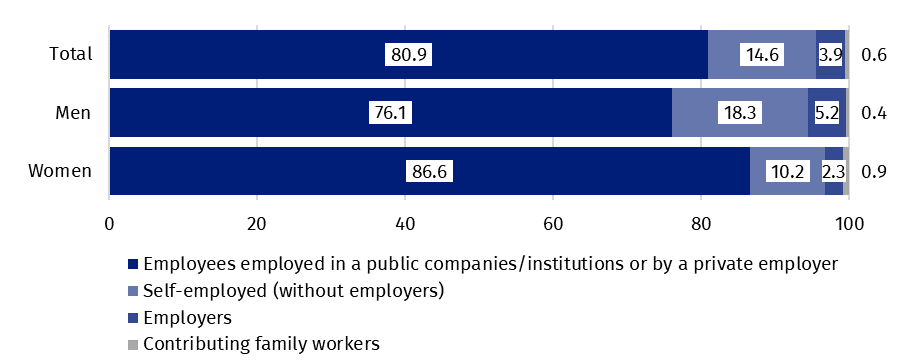 Total 80.9 14.6 3.9 0.6
Men 76.1 18.3 5.2 0.4
Women 86.6 10.2 2.3 0.9
0 20 40 60 80 100
Employees employed in a public companies/institutions or by a private employer
Self-employed (without employers)
Employers
Contributing family workers